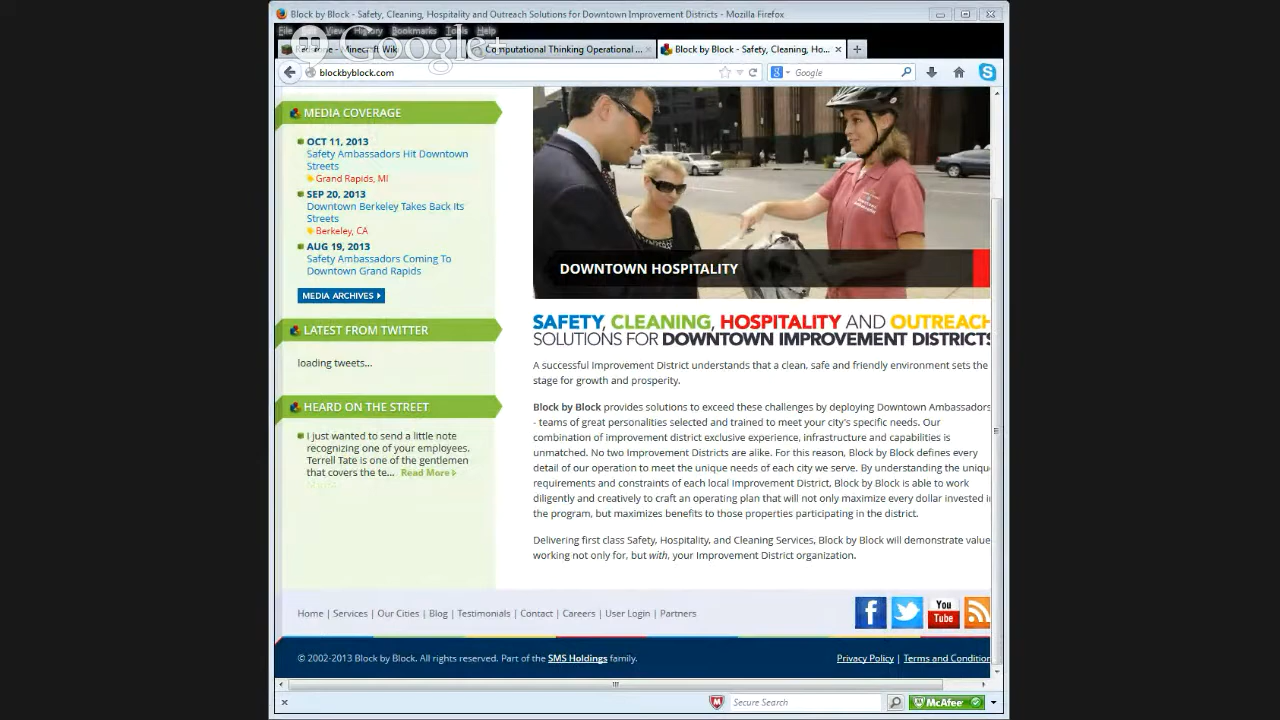 Block by Block - Safety, Cleaning, Hospitality and Outreach Solutions for Downtown Improvement Districts - Mozilla Firefox
File View History Bookmarks Tools Help
Google+
Minecraft Wiki
Computational Thinking Operational ...
Block by Block - Safety, Cleaning, Ho...
blockbyblock.com
Google
MEDIA COVERAGE
OCT 11, 2013
Safety Ambassadors Hit Downtown
Streets
Grand Rapids, MI
SEP 20, 2013
Downtown Berkeley Takes Back Its
Streets
Berkeley, CA
AUG 19, 2013
Safety Ambassadors Coming To
Downtown Grand Rapids
MEDIA ARCHIVES
LATEST FROM TWITTER
loading tweets...
HEARD ON THE STREET
I just wanted to send a little note
recognizing one of your employees.
Terrell Tate is one of the gentlemen
that covers the te... Read More
DOWNTOWN HOSPITALITY
SAFETY, CLEANING, HOSPITALITY AND OUTREACH
SOLUTIONS FOR DOWNTOWN IMPROVEMENT DISTRICTS
A successful Improvement District understands that a clean, safe and friendly environment sets the
stage for growth and prosperity.
Block by Block provides solutions to exceed these challenges by deploying Downtown Ambassadors
- teams of great personalities selected and trained to meet your city's specific needs. Our
combination of improvement district exclusive experience, infrastructure and capabilities is
unmatched. No two Improvement Districts are alike. For this reason, Block by Block defines every
detail of our operation to meet the unique needs of each city we serve. By understanding the uniqu
requirements and constraints of each local Improvement District, Block by Block is able to work
diligently and creatively to craft an operating plan that will not only maximize every dollar invested i
the program, but maximizes benefits to those properties participating in the district.
Delivering first class Safety, Hospitality, and Cleaning Services, Block by Block will demonstrate value
working not only for, but with, your Improvement District organization.
Home | Services | Our Cities | Blog | Testimonials | Contact | Careers | User Login | Partners
You
Tube
© 2002-2013 Block by Block. All rights reserved. Part of the SMS Holdings family.
Privacy Policy | Terms and Condition
Secure Search
McAfee